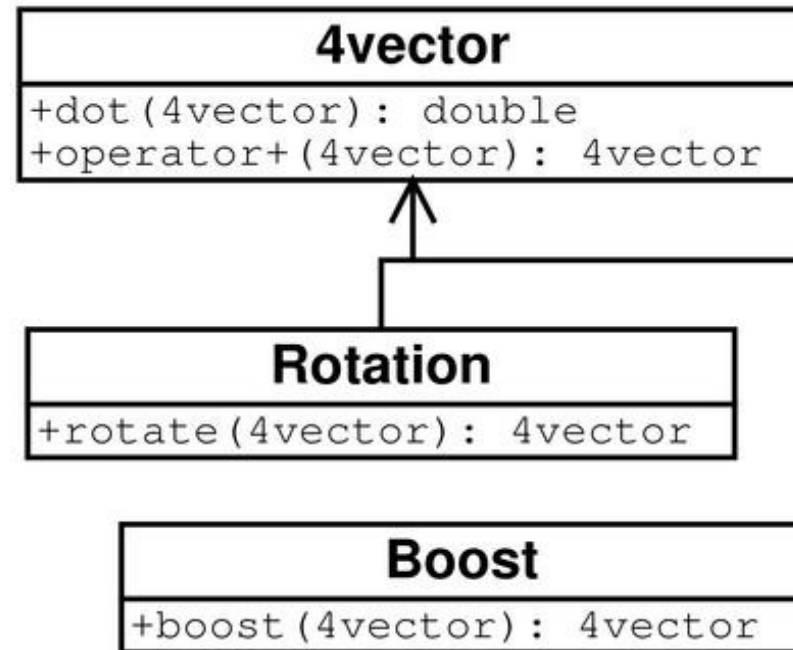 4vector
+dot(4vector): double
+operator+(4vector): 4vector
Rotation
+rotate(4vector): 4vector
Boost
+boost(4vector): 4vector